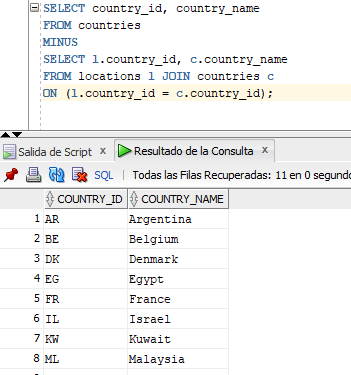 SELECT country_id, country_name
FROM countries
MINUS
SELECT l.country_id, c.country_name
FROM locations l JOIN countries c
ON (l.country_id = c.country_id);
Salida de Script x Resultado de la Consulta x
SQL | Todas las Filas Recuperadas: 11 en 0 segundo
COUNTRY_ID COUNTRY_NAME
1 AR Argentina
2 BE Belgium
3 DK Denmark
4 EG Egypt
5 FR France
6 IL Israel
7 KW Kuwait
8 ML Malaysia